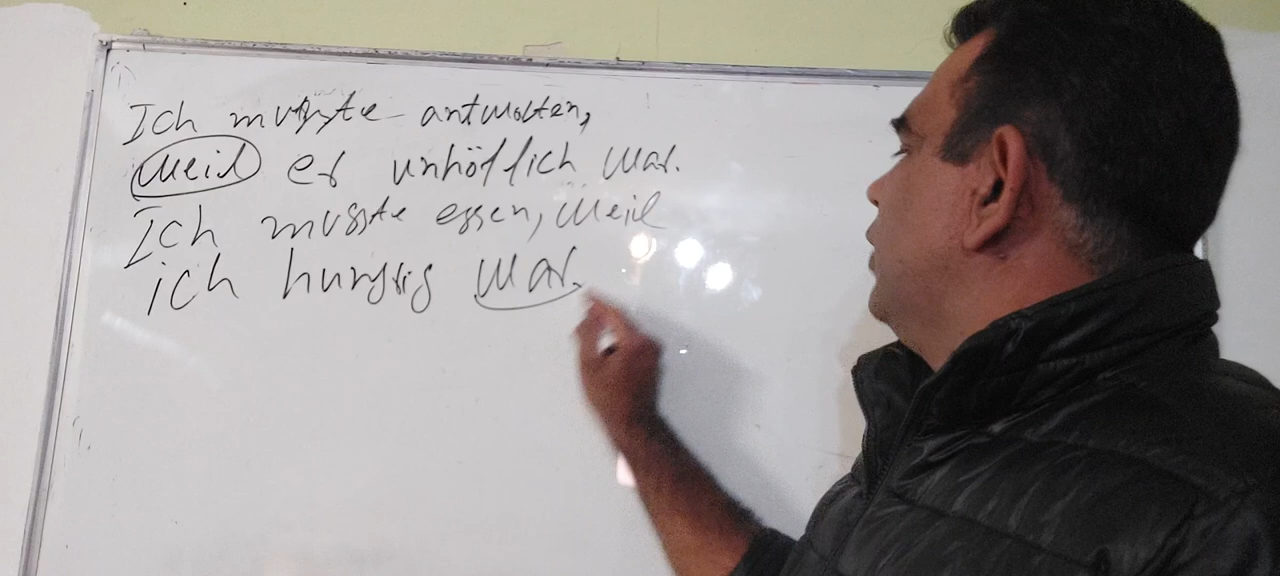 Ich mußte antworten,
weil er unhöflich war.
Ich musste essen, weil
ich hungrig war.